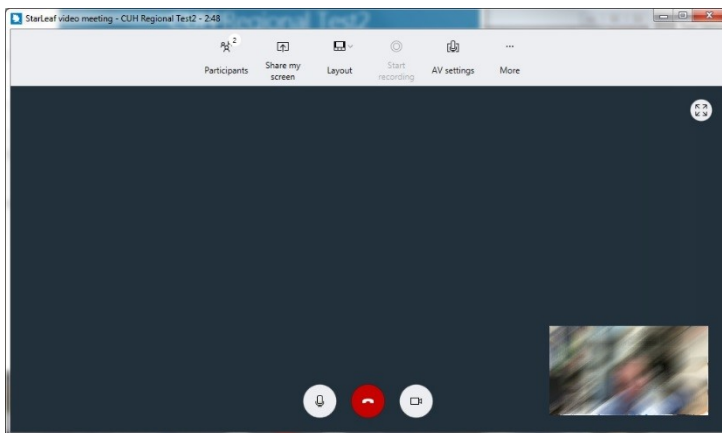 StarLeaf video meeting - CUH Regional Test2 - 2:48
2
Participants
Share my
screen
Layout
Start
recording
AV settings
More